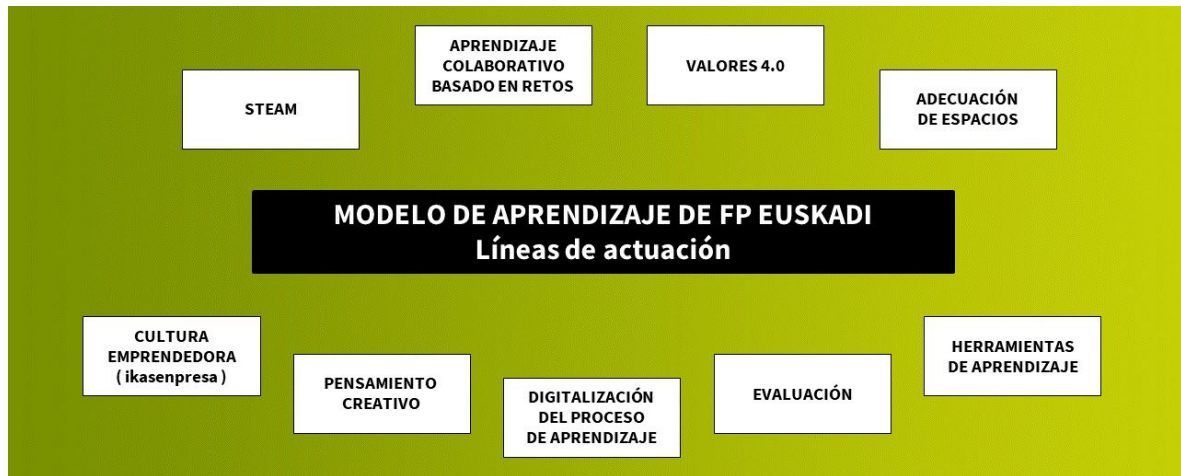 STEAM
APRENDIZAJE
COLABORATIVO
BASADO EN RETOS
VALORES 4.0
ADECUACIÓN
DE ESPACIOS
MODELO DE APRENDIZAJE DE FP EUSKADI
Líneas de actuación
CULTURA
EMPRENDEDORA
( ikasenpresa )
PENSAMIENTO
CREATIVO
DIGITALIZACIÓN
DEL PROCESO
DE APRENDIZAJE
EVALUACIÓN
HERRAMIENTAS
DE APRENDIZAJE